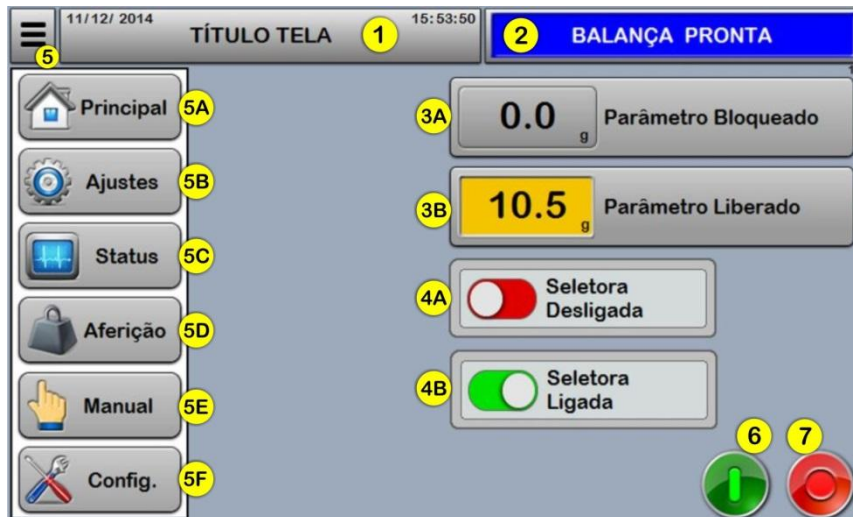 11/12/ 2014
TÍTULO TELA
1
15:53:50
2
BALANÇA PRONTA
5
1
Principal
5A
3A
0.0
g
Parâmetro Bloqueado
Ajustes
5B
3B
10.5
g
Parâmetro Liberado
Status
5C
4A
Seletora
Desligada
Aferição
5D
Manual
5E
4B
Seletora
Ligada
Config.
5F
6
7